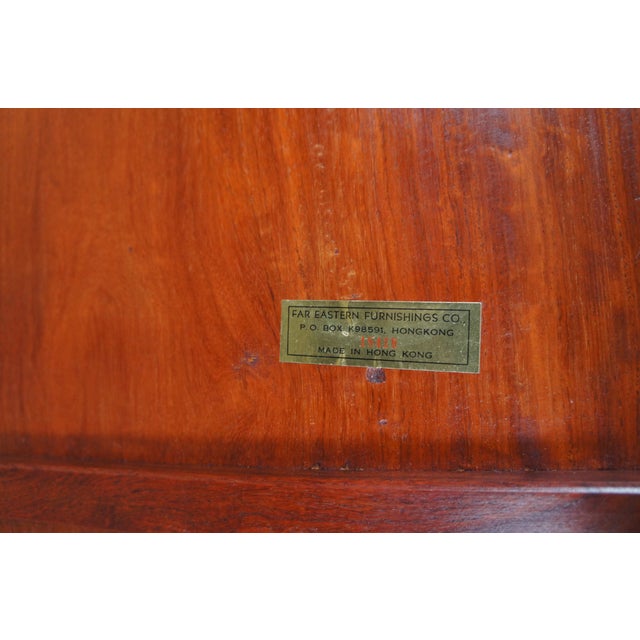 FAR EASTERN FURNISHINGS CO.
P.O. BOX K98591, HONGKONG
MADE IN HONG KONG